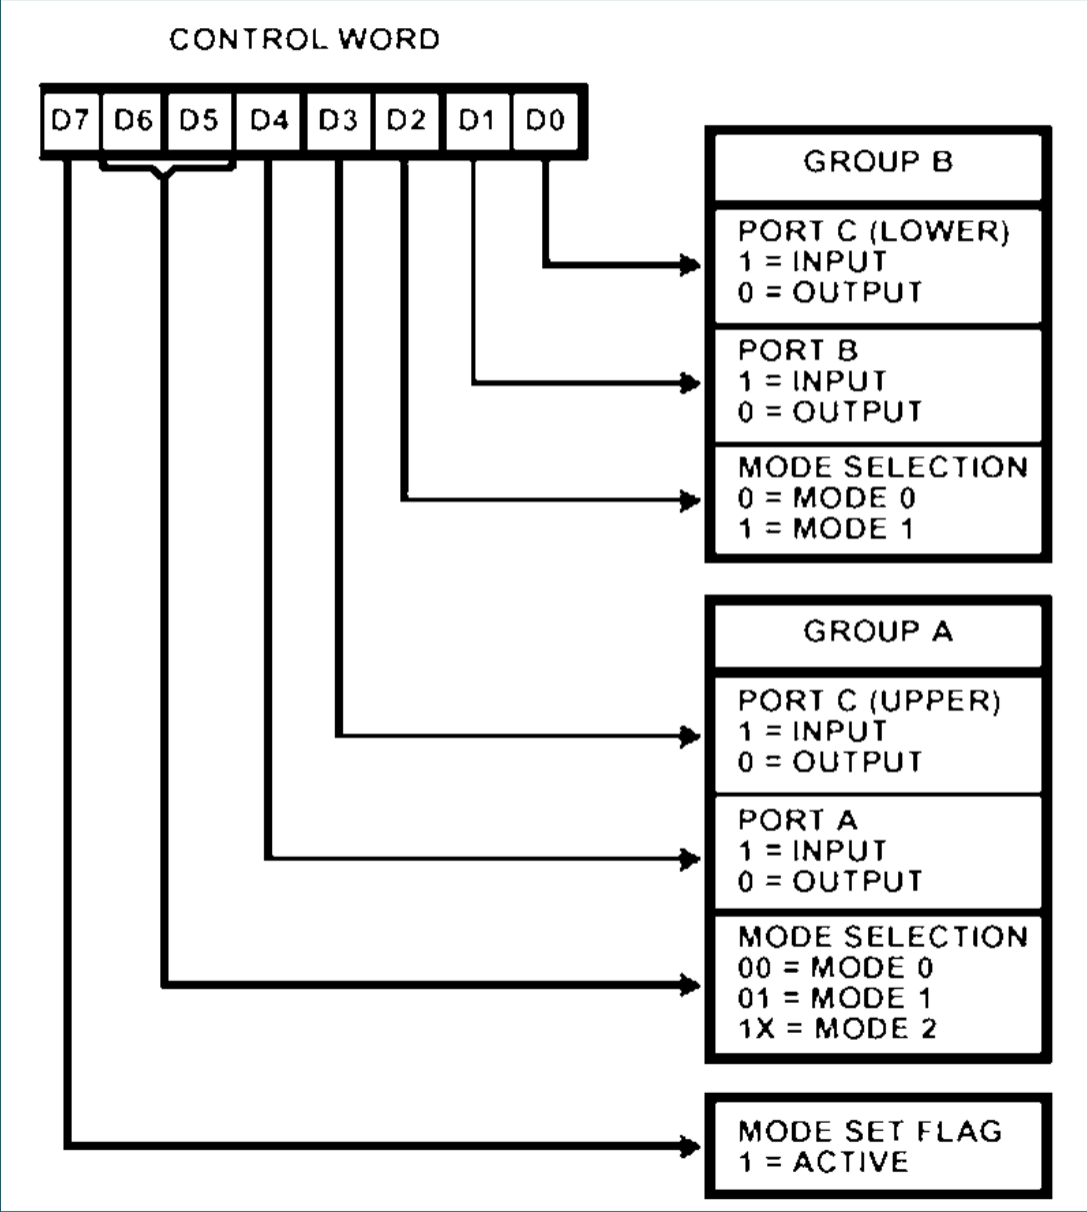 CONTROL WORD
D7 D6 D5 D4 D3 D2 D1 D0
GROUP B
PORT C (LOWER)
1 = INPUT
0 = OUTPUT
PORT B
1 = INPUT
0 = OUTPUT
MODE SELECTION
0 = MODE 0
1 = MODE 1
GROUP A
PORT C (UPPER)
1 = INPUT
0 = OUTPUT
PORT A
1 = INPUT
0 = OUTPUT
MODE SELECTION
00 = MODE 0
01 = MODE 1
1X = MODE 2
MODE SET FLAG
1 = ACTIVE